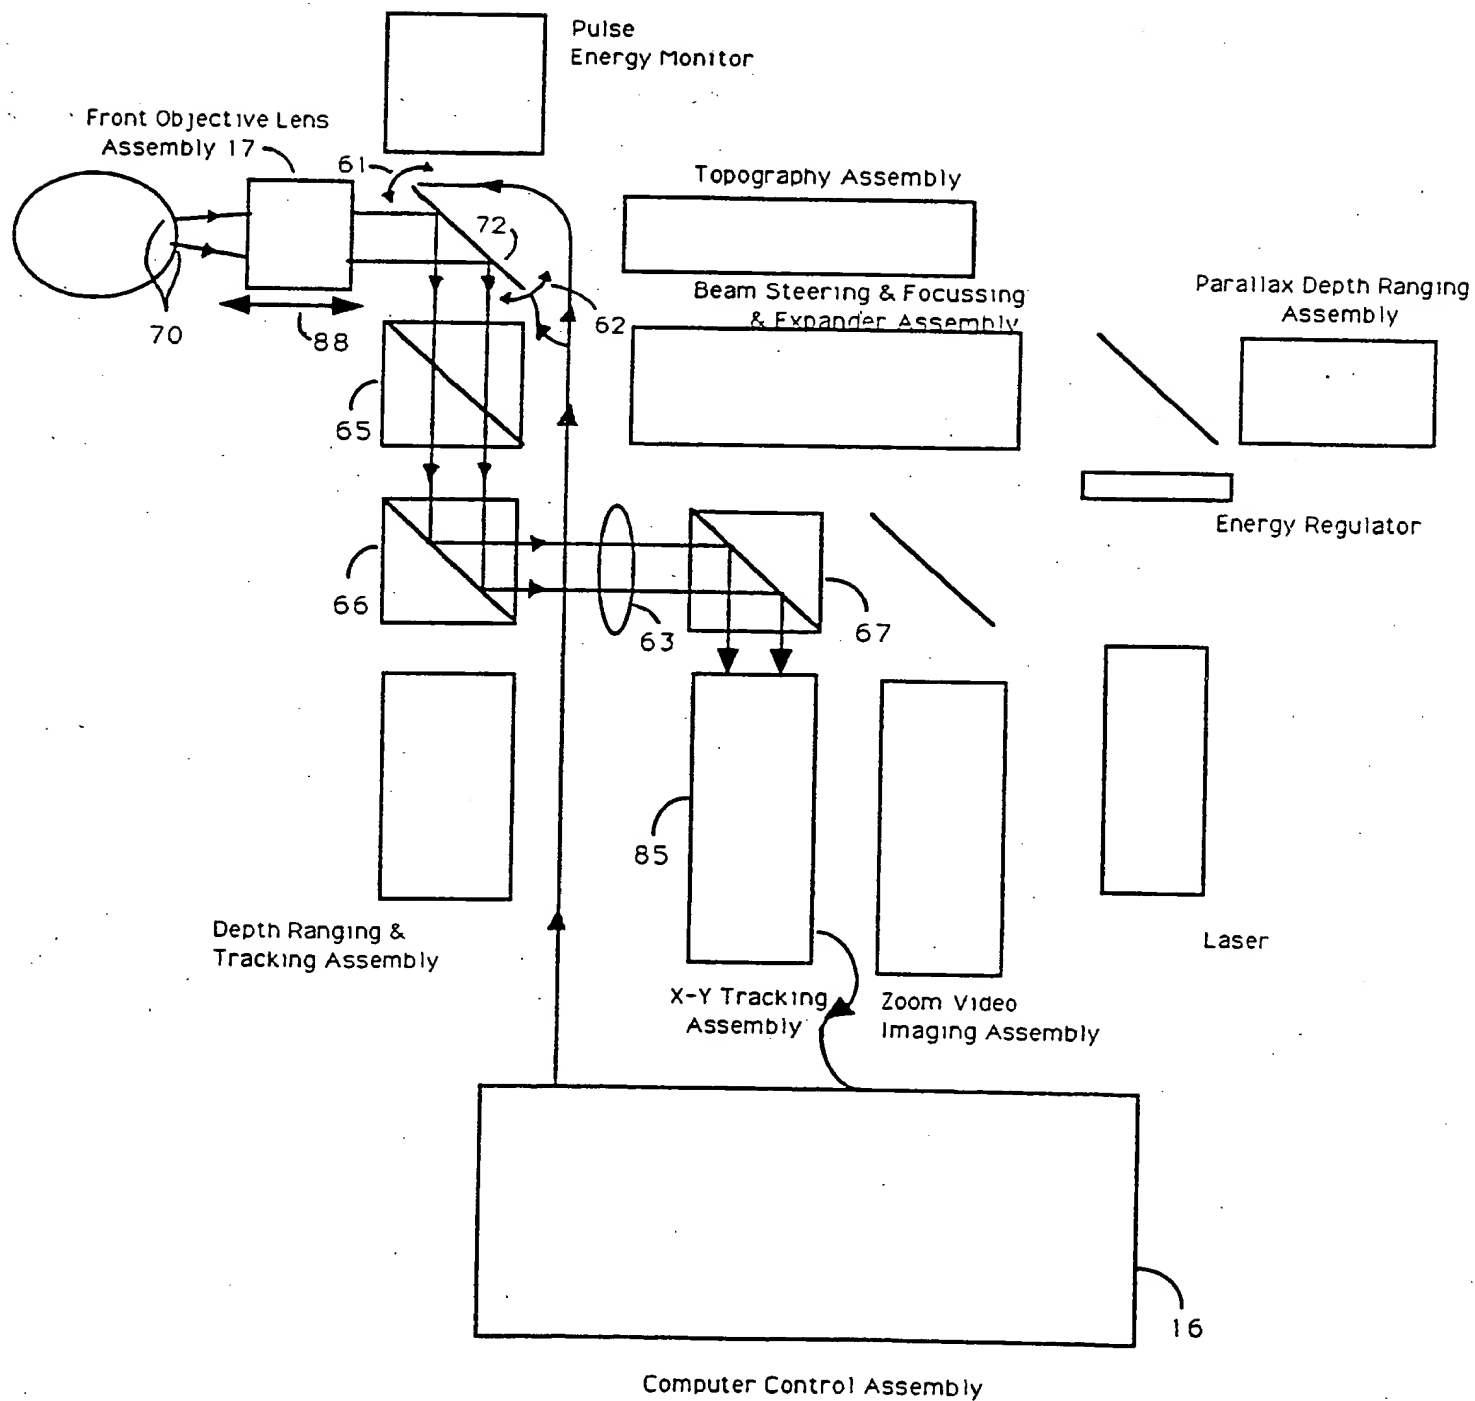 Pulse
Energy Monitor
Front Objective Lens
Assembly 17
61
Topography Assembly
72
Beam Steering & Focussing
& Expander Assembly
Parallax Depth Ranging
Assembly
70
88
62
65
Energy Regulator
66
63
67
85
Depth Ranging &
Tracking Assembly
Laser
X-Y Tracking
Assembly
Zoom Video
Imaging Assembly
16
Computer Control Assembly